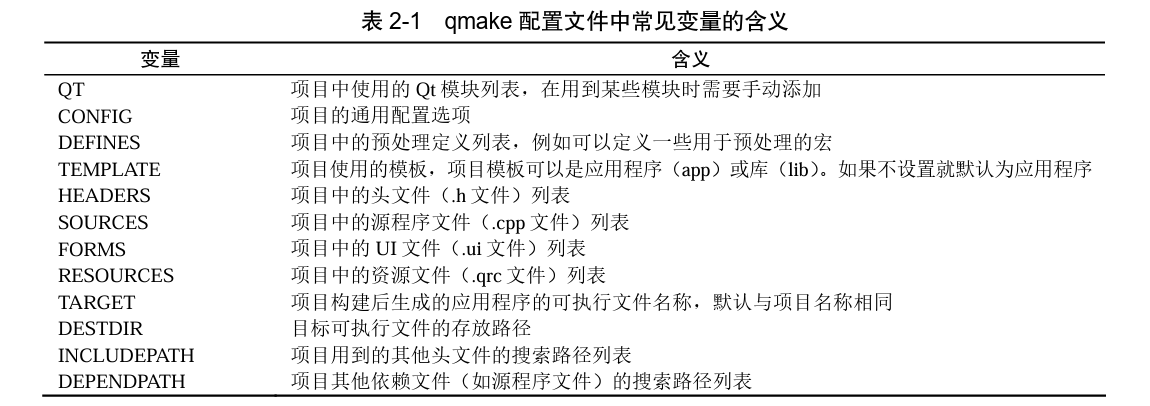 表 2-1 qmake 配置文件中常见变量的含义
变量 含义
QT 项目中使用的 Qt 模块列表，在用到某些模块时需要手动添加
CONFIG 项目的通用配置选项
DEFINES 项目中的预处理定义列表，例如可以定义一些用于预处理的宏
TEMPLATE 项目使用的模板，项目模板可以是应用程序（app）或库（lib）。如果不设置就默认为应用程序
HEADERS 项目中的头文件（.h 文件）列表
SOURCES 项目中的源程序文件（.cpp 文件）列表
FORMS 项目中的 UI 文件（.ui 文件）列表
RESOURCES 项目中的资源文件（.qrc 文件）列表
TARGET 项目构建后生成的应用程序的可执行文件名称，默认与项目名称相同
DESTDIR 目标可执行文件的存放路径
INCLUDEPATH 项目用到的其他头文件的搜索路径列表
DEPENDPATH 项目其他依赖文件（如源程序文件）的搜索路径列表